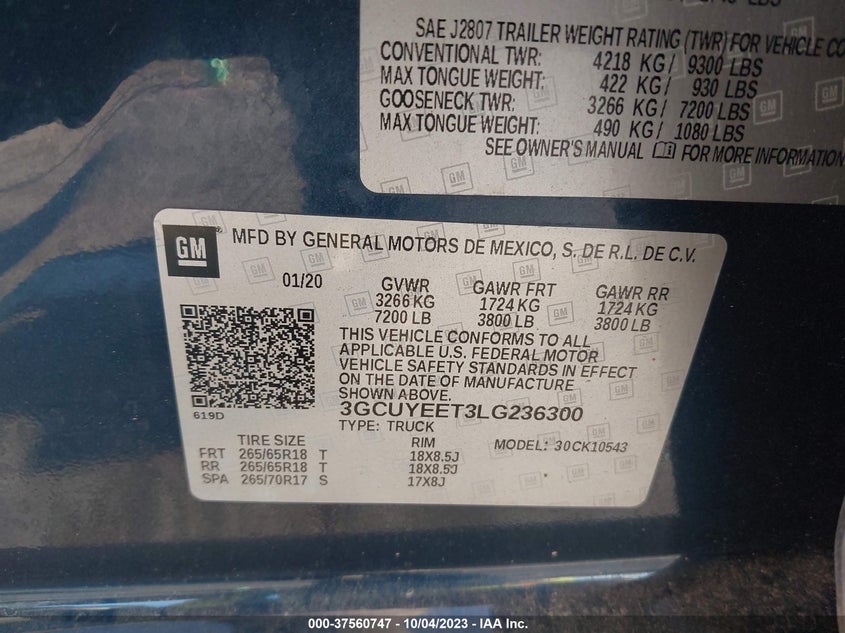 SAE J2807 TRAILER WEIGHT RATING (TWR) FOR VEHICLE CO
CONVENTIONAL TWR: 4218 KG/ 9300 LBS
MAX TONGUE WEIGHT: 422 KG/ 930 LBS
GOOSENECK TWR: 3266 KG/ 7200 LBS
MAX TONGUE WEIGHT: 490 KG/ 1080 LBS
SEE OWNER'S MANUAL FOR MORE INFORMATION
GM® MFD BY GENERAL MOTORS DE MEXICO, S. DE R.L. DE C.V.
01/20 GVWR GAWR FRT GAWR RR
3266 KG 1724 KG 1724 KG
7200 LB 3800 LB 3800 LB
THIS VEHICLE CONFORMS TO ALL
APPLICABLE U.S. FEDERAL MOTOR
VEHICLE SAFETY STANDARDS IN EFFECT
ON THE DATE OF MANUFACTURE
SHOWN ABOVE.
619D 3GCUYEET3LG236300
TYPE: TRUCK
TIRE SIZE RIM MODEL: 30CK10543
FRT 265/65R18 T 18X8.5J
RR 265/65R18 T 18X8.5J
SPA 265/70R17 S 17X8J
000-37560747 - 10/04/2023 - IAA Inc.